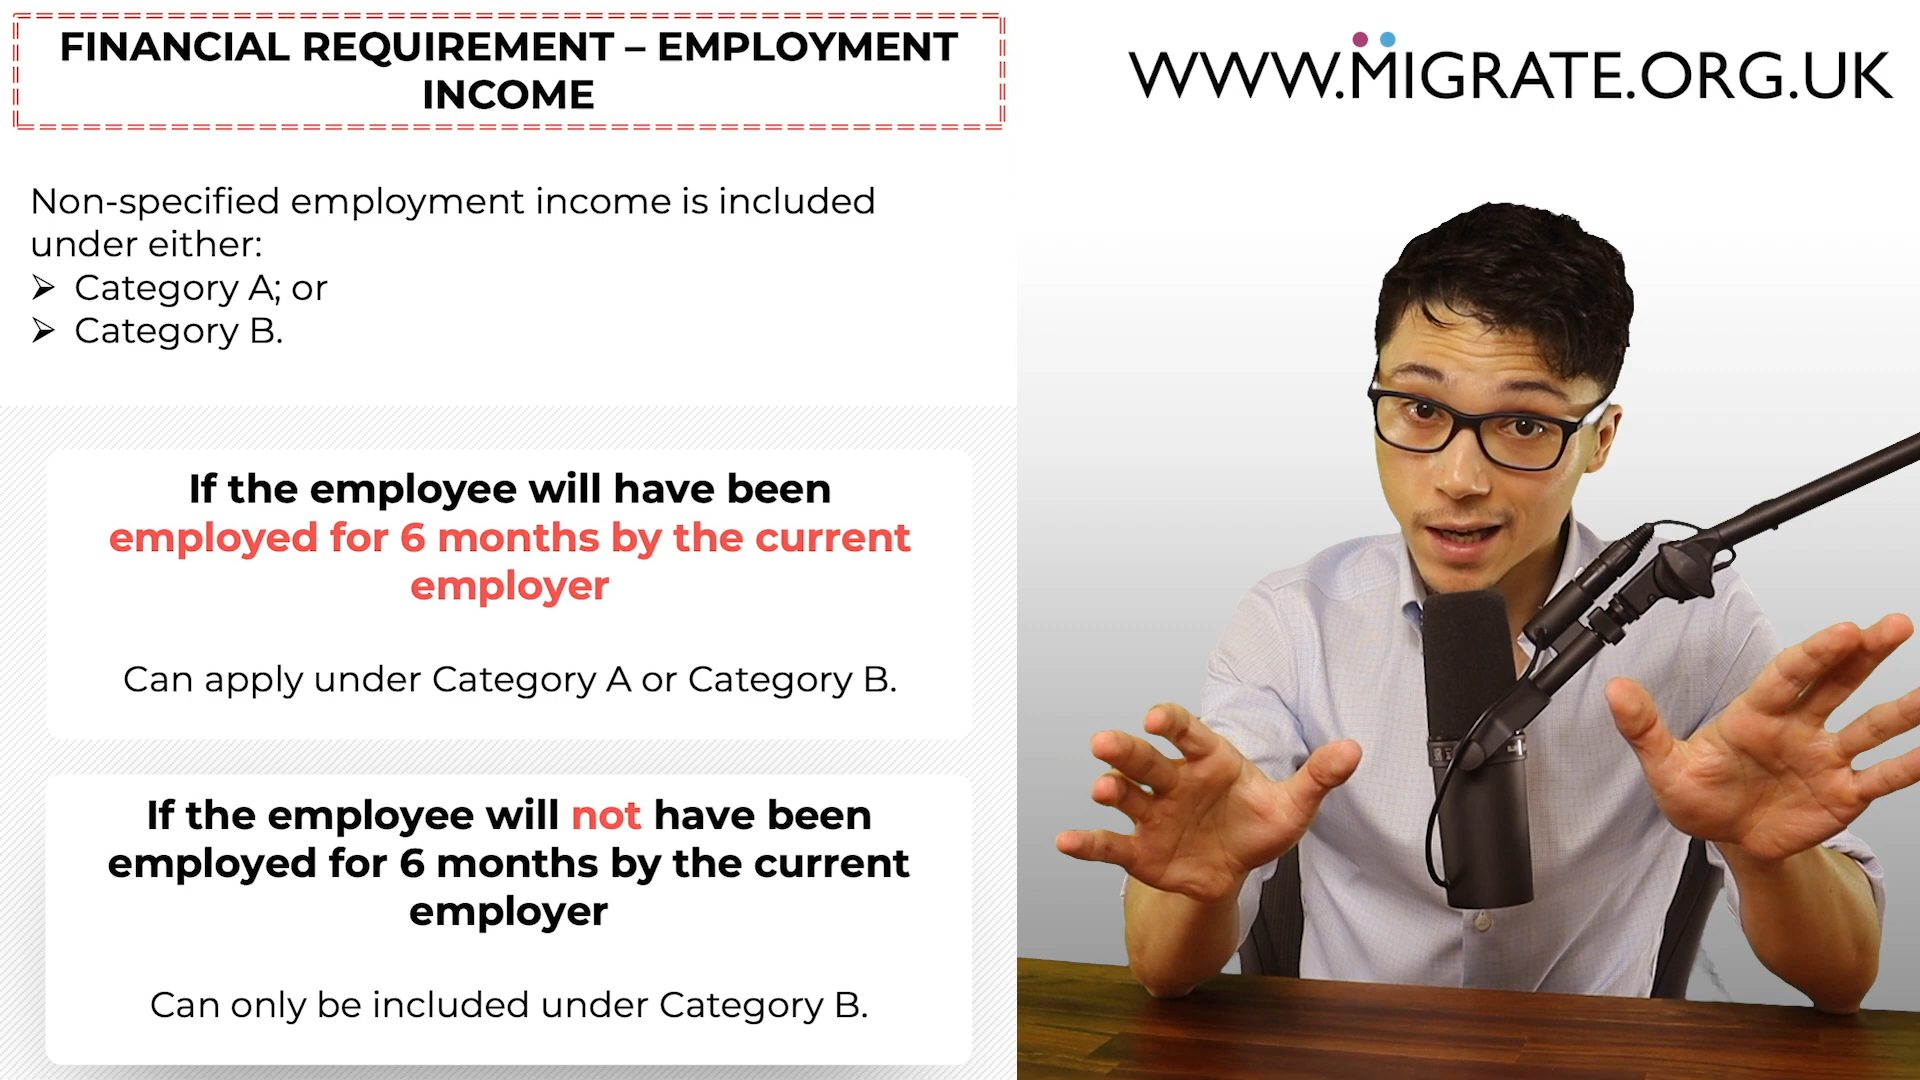 FINANCIAL REQUIREMENT – EMPLOYMENT
INCOME
WWW.MIGRATE.ORG.UK
Non-specified employment income is included
under either:
➢ Category A; or
➢ Category B.
If the employee will have been
employed for 6 months by the current
employer
Can apply under Category A or Category B.
If the employee will not have been
employed for 6 months by the current
employer
Can only be included under Category B.